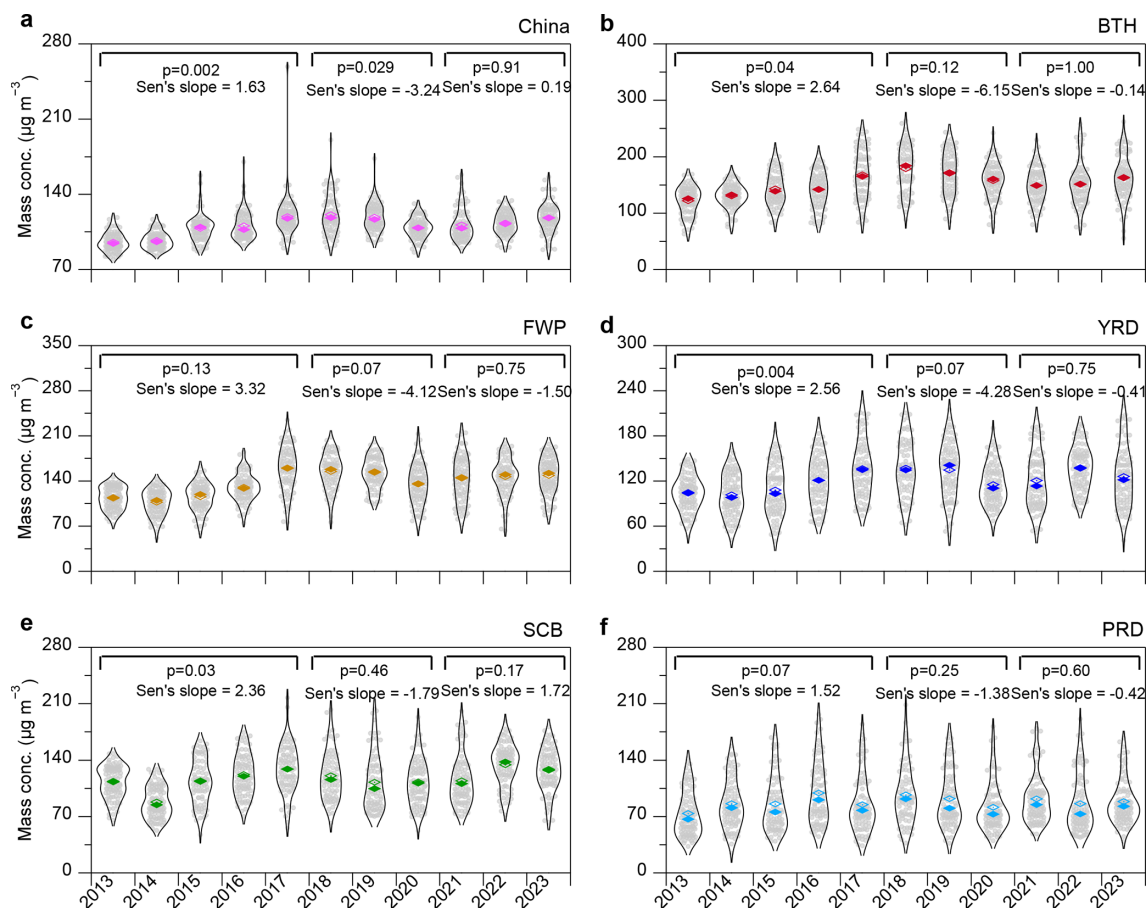 a
China
280
210
140
70
Mass conc. (µg m⁻³)
p=0.002
Sen's slope = 1.63
p=0.029
Sen's slope = -3.24
p=0.91
Sen's slope = 0.19
b
BTH
400
300
200
100
0
p=0.04
Sen's slope = 2.64
p=0.12
Sen's slope = -6.15
p=1.00
Sen's slope = -0.14
c
FWP
350
280
210
140
70
0
Mass conc. (µg m⁻³)
p=0.13
Sen's slope = 3.32
p=0.07
Sen's slope = -4.12
p=0.75
Sen's slope = -1.50
d
YRD
300
240
180
120
60
0
p=0.004
Sen's slope = 2.56
p=0.07
Sen's slope = -4.28
p=0.75
Sen's slope = -0.41
e
SCB
280
210
140
70
0
Mass conc. (µg m⁻³)
p=0.03
Sen's slope = 2.36
p=0.46
Sen's slope = -1.79
p=0.17
Sen's slope = 1.72
2013
2014
2015
2016
2017
2018
2019
2020
2021
2022
2023
f
PRD
280
210
140
70
0
p=0.07
Sen's slope = 1.52
p=0.25
Sen's slope = -1.38
p=0.60
Sen's slope = -0.42
2013
2014
2015
2016
2017
2018
2019
2020
2021
2022
2023